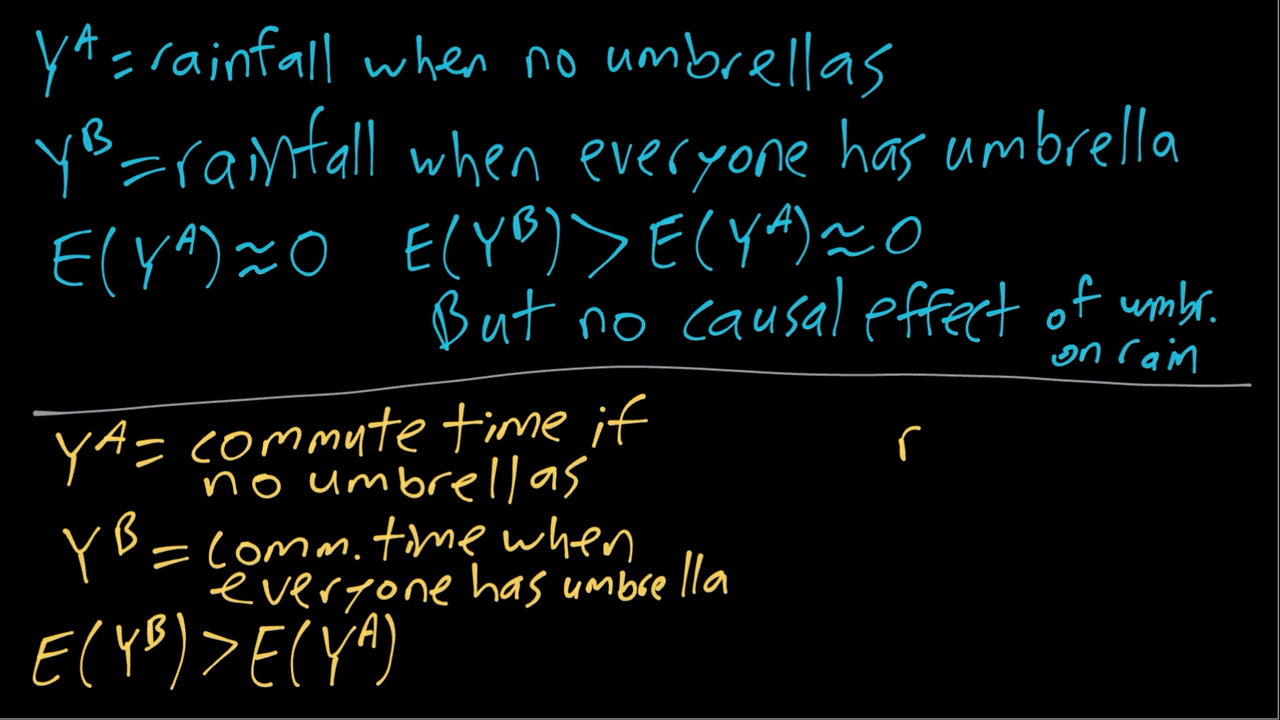 Y^A = rainfall when no umbrellas
Y^B = rainfall when everyone has umbrella
E(Y^A) ≈ 0 E(Y^B) > E(Y^A) ≈ 0
But no causal effect of umbr.
on rain
Y^A = commute time if
no umbrellas
r
Y^B = comm. time when
everyone has umbrella
E(Y^B) > E(Y^A)